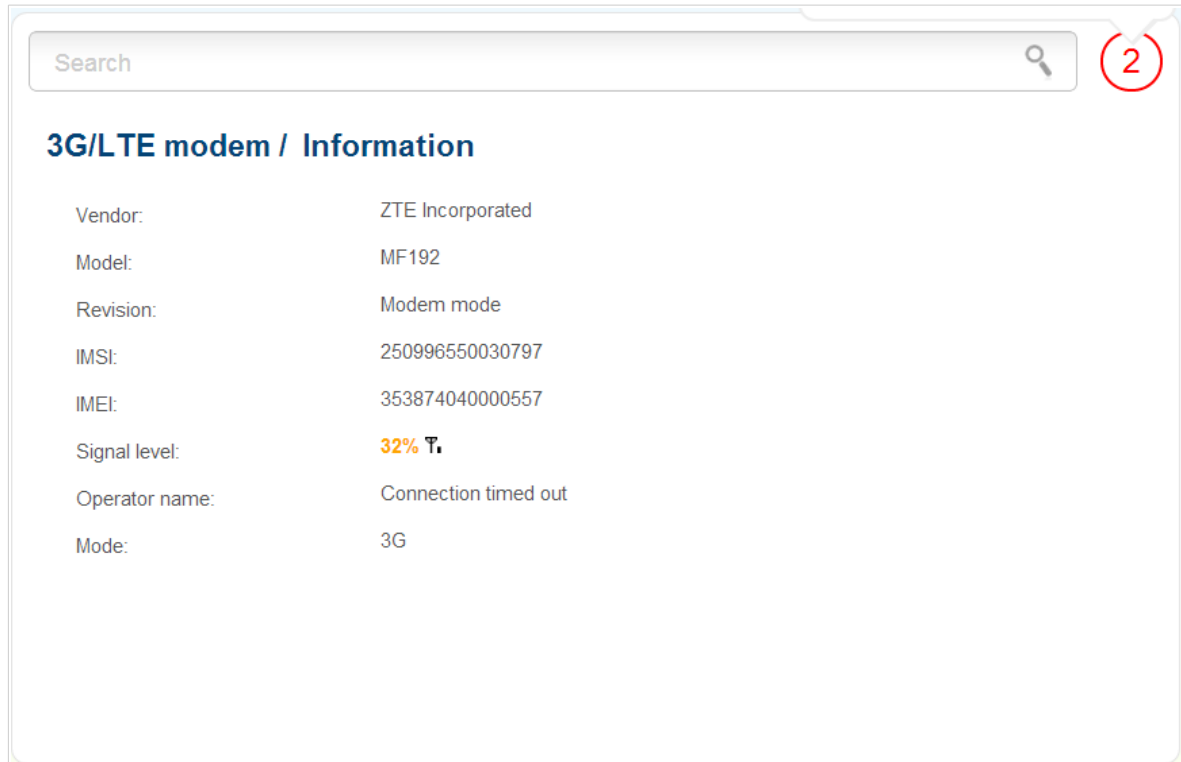 Search
2
3G/LTE modem / Information
Vendor: ZTE Incorporated
Model: MF192
Revision: Modem mode
IMSI: 250996550030797
IMEI: 353874040000557
Signal level: 32%
Operator name: Connection timed out
Mode: 3G